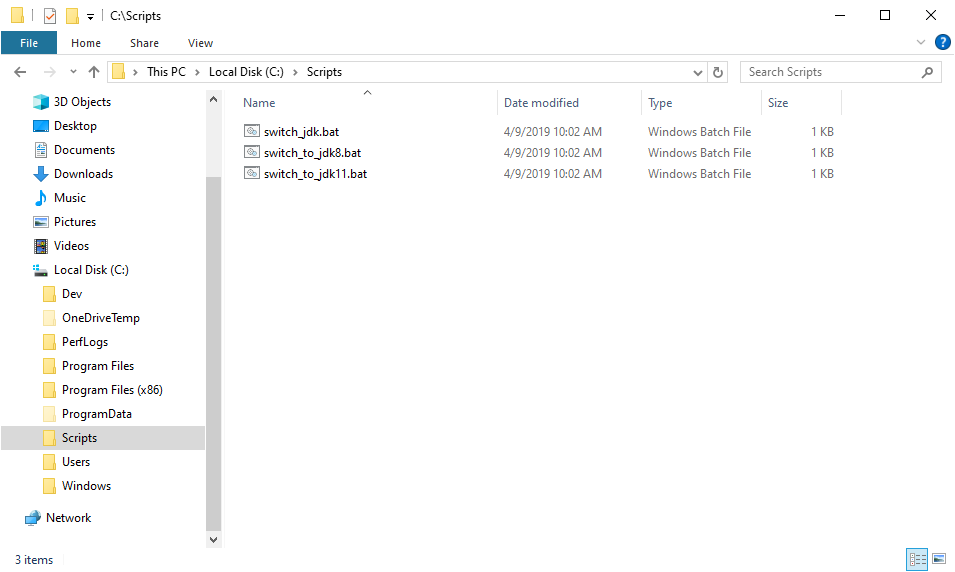 C:\Scripts
File Home Share View
This PC Local Disk (C:) Scripts Search Scripts
3D Objects
Desktop
Documents
Downloads
Music
Pictures
Videos
Local Disk (C:)
Dev
OneDriveTemp
PerfLogs
Program Files
Program Files (x86)
ProgramData
Scripts
Users
Windows
Network
Name Date modified Type Size
switch_jdk.bat 4/9/2019 10:02 AM Windows Batch File 1 KB
switch_to_jdk8.bat 4/9/2019 10:02 AM Windows Batch File 1 KB
switch_to_jdk11.bat 4/9/2019 10:02 AM Windows Batch File 1 KB
3 items